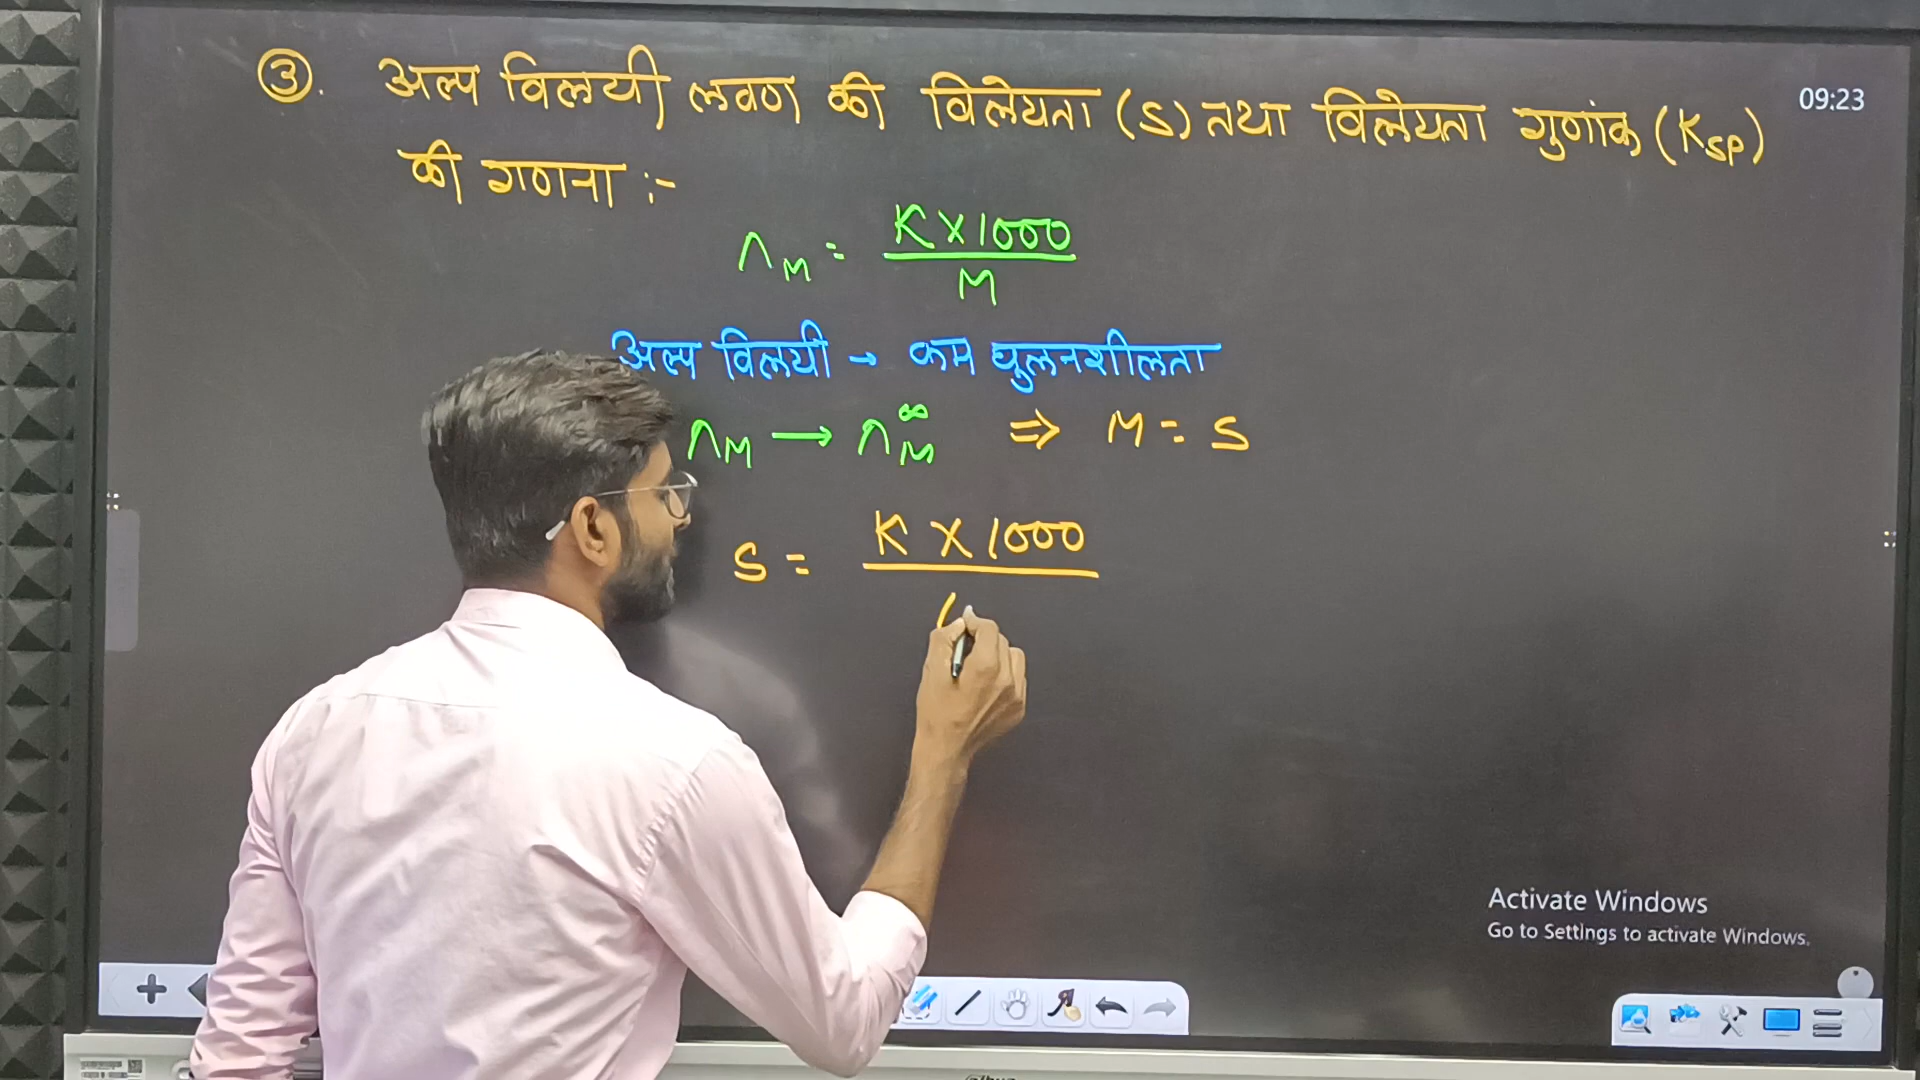 ③. अल्प विलयी लवण की विलेयता (S) तथा विलेयता गुणांक (Ksp)
की गणना :-
09:23
ΛM = K×1000 / M
अल्प विलयी → कम घुलनशीलता
ΛM → Λ∞M ⇒ M = S
S = K × 1000
Activate Windows
Go to Settings to activate Windows.